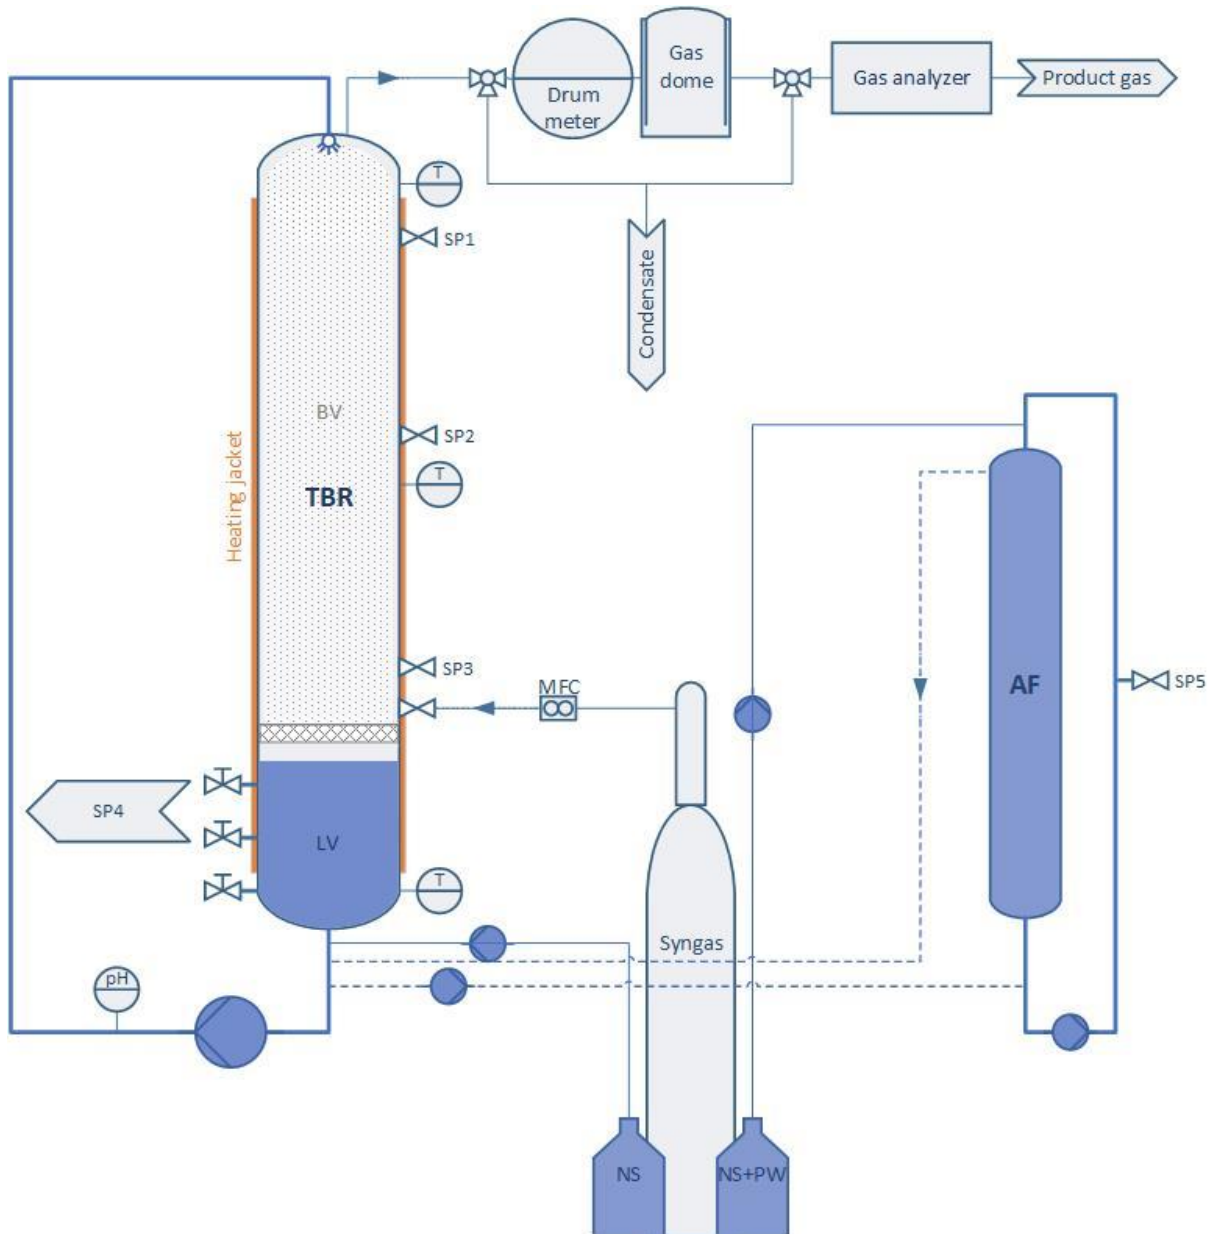 Drum
meter
Gas
dome
Gas analyzer
Product gas
T
SP1
Condensate
BV
SP2
T
Heating jacket
TBR
SP3
MFC
AF
SP5
SP4
LV
T
Syngas
pH
NS
NS+PW